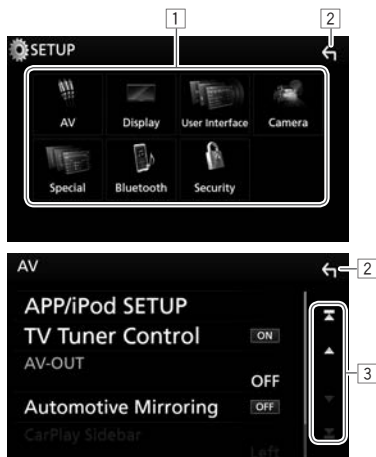 1 2
SETUP
AV Display User Interface Camera
Special Bluetooth Security
AV
2
APP/iPod SETUP
TV Tuner Control ON
AV-OUT
OFF
3
Automotive Mirroring OFF
CarPlay Sidebar
Left